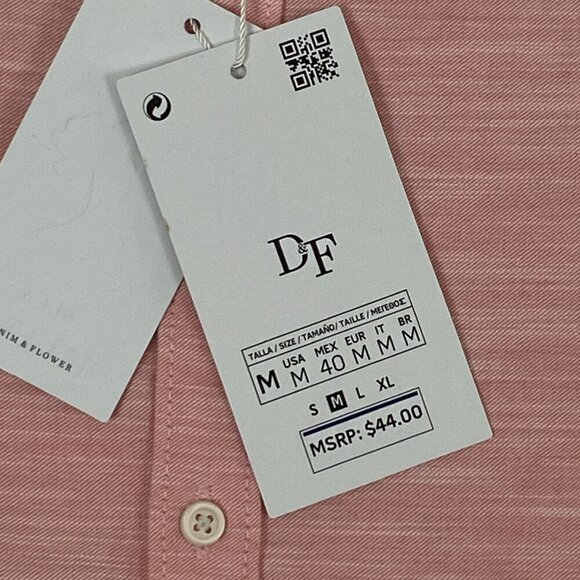 D&F
TALLA / SIZE / TAMAÑO / TAILLE / ΜΕΓΕΘΟΣ
M USA MEX EUR IT BR
M 40 M M M
S M L XL
MSRP: $44.00
NIM & FLOWER